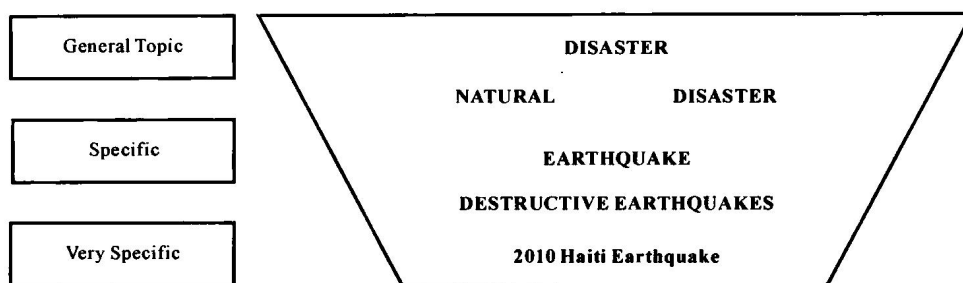 General Topic
DISASTER
NATURAL DISASTER
Specific
EARTHQUAKE
DESTRUCTIVE EARTHQUAKES
Very Specific
2010 Haiti Earthquake